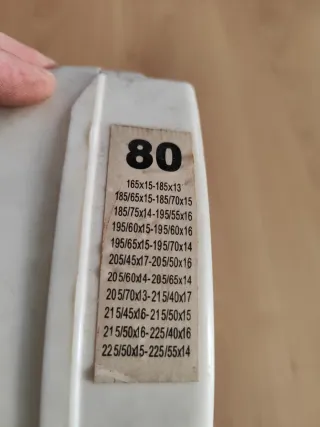 80
165x15-185x13
185/65x15-185/70x15
185/75x14-195/55x16
195/60x15-195/60x16
195/65x15-195/70x14
205/45x17-205/50x16
205/60x14-205/65x14
205/70x13-215/40x17
215/45x16-215/50x15
215/50x16-225/40x16
225/50x15-225/55x14